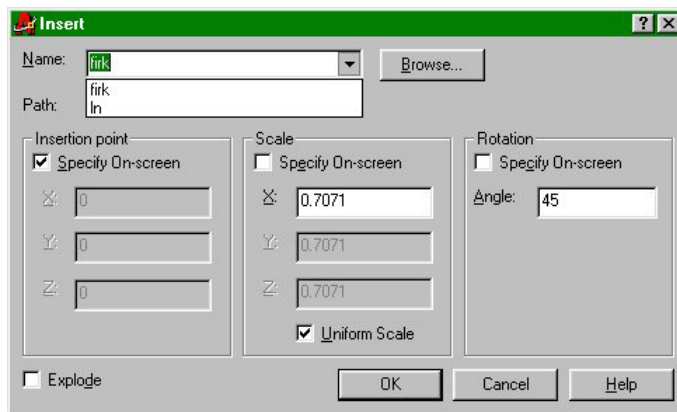 Insert
Name: firk Browse...
firk
ln
Path:
Insertion point Scale Rotation
Specify On-screen Specify On-screen Specify On-screen
X: 0 X: 0.7071 Angle: 45
Y: 0 Y: 0.7071
Z: 0 Z: 0.7071
Uniform Scale
Explode OK Cancel Help